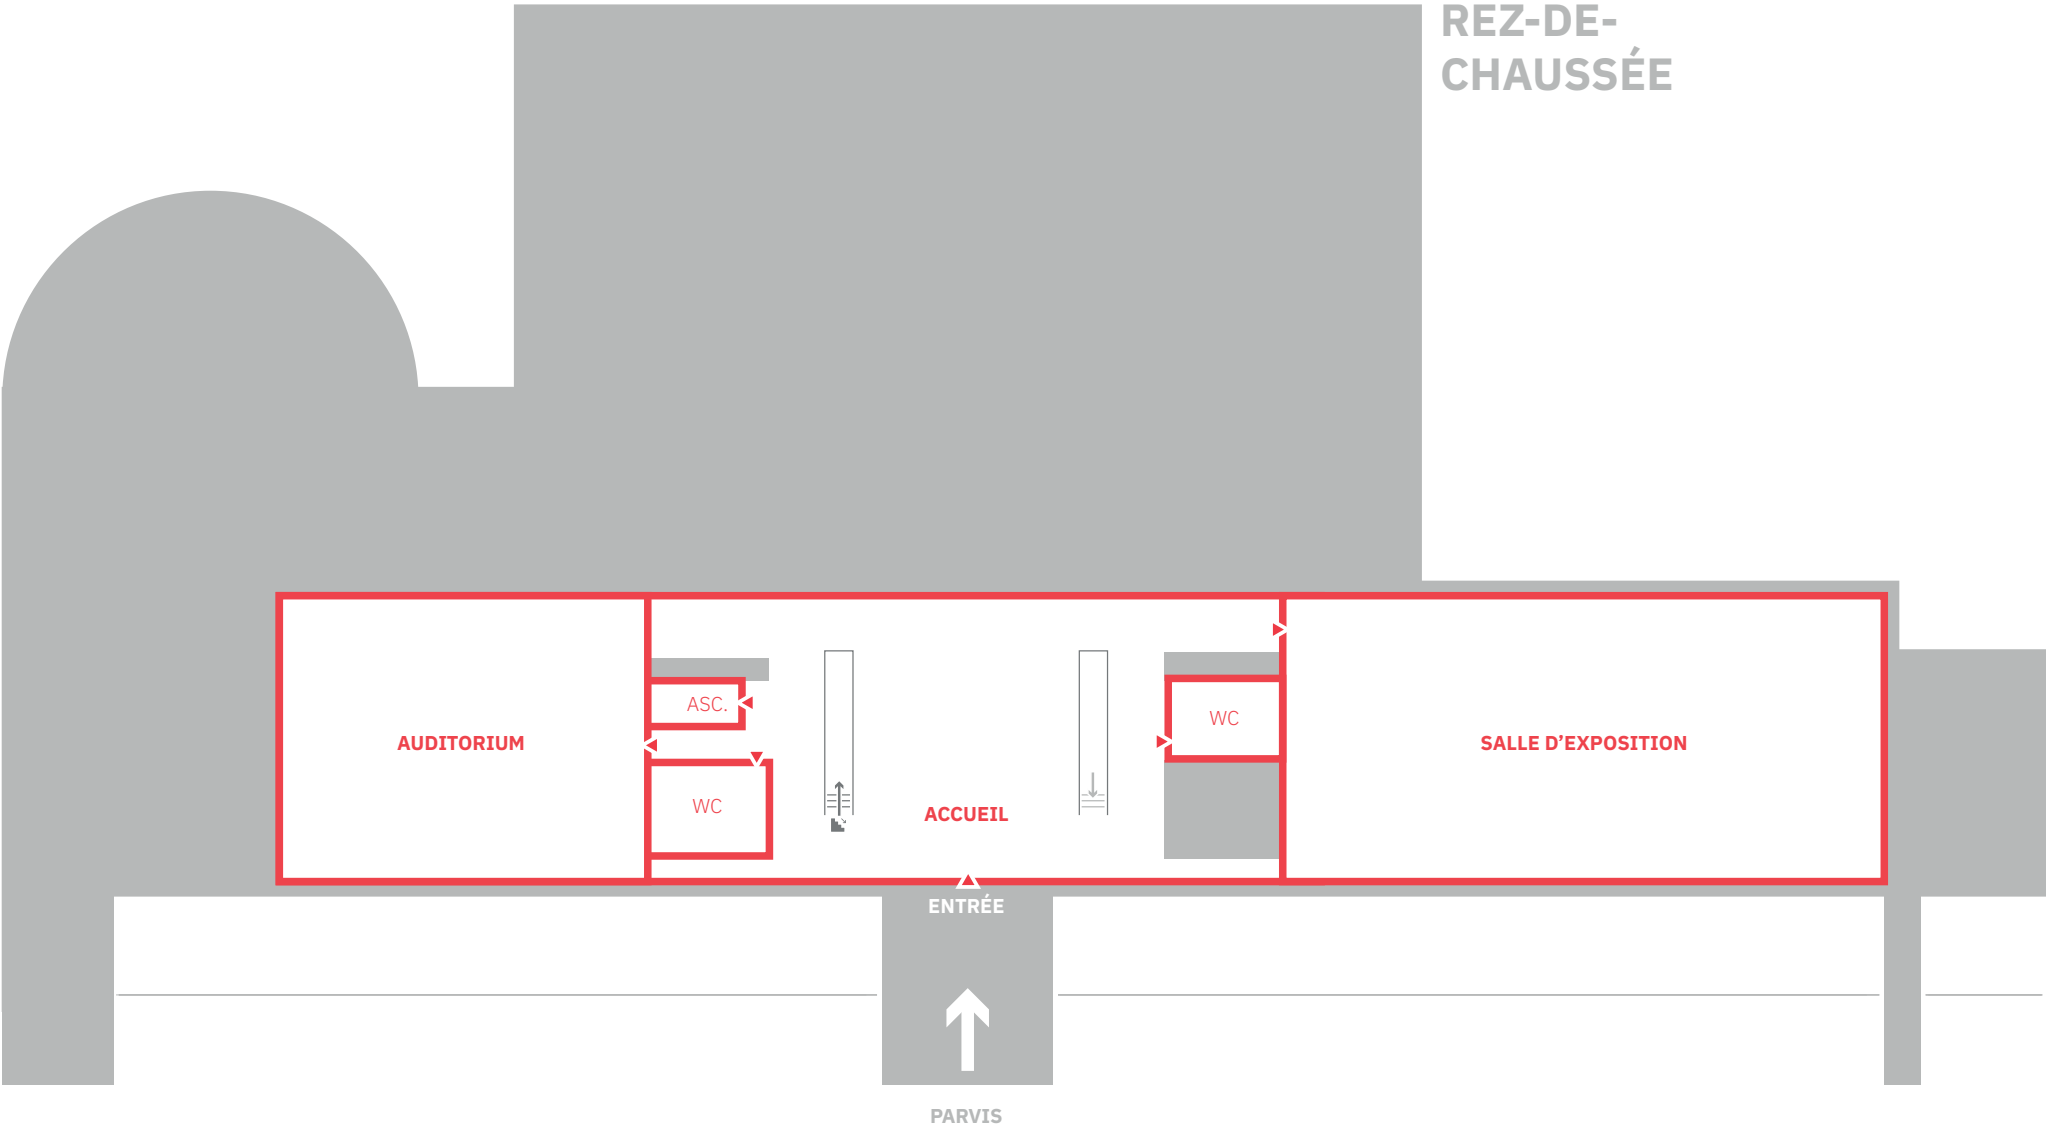 REZ-DE-
CHAUSSÉE
ASC.
WC
AUDITORIUM
SALLE D’EXPOSITION
WC
ACCUEIL
ENTRÉE
PARVIS